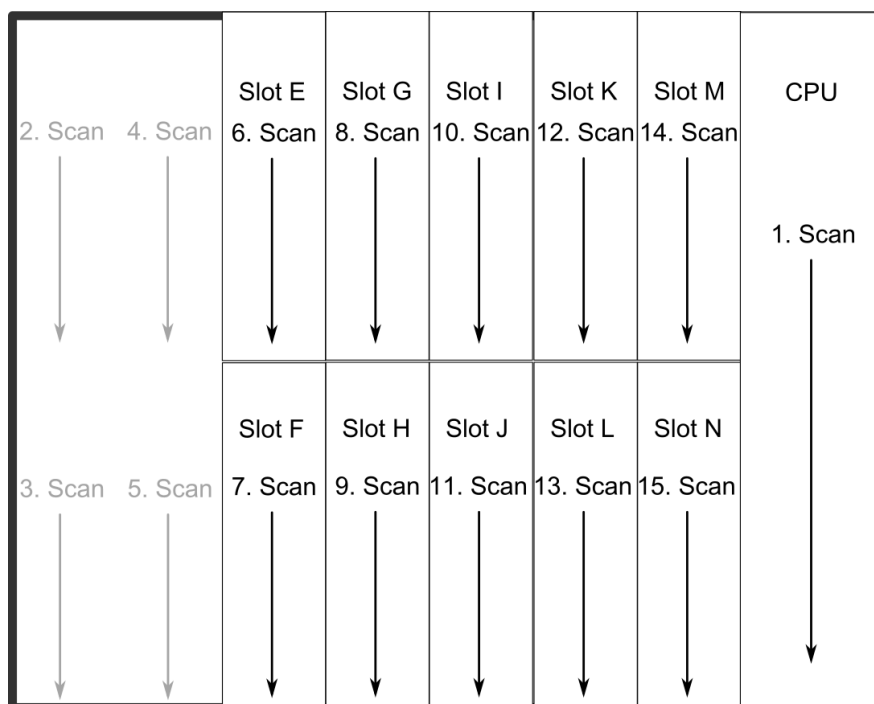 Slot E
Slot G
Slot I
Slot K
Slot M
CPU
2. Scan
4. Scan
6. Scan
8. Scan
10. Scan
12. Scan
14. Scan
1. Scan
Slot F
Slot H
Slot J
Slot L
Slot N
3. Scan
5. Scan
7. Scan
9. Scan
11. Scan
13. Scan
15. Scan